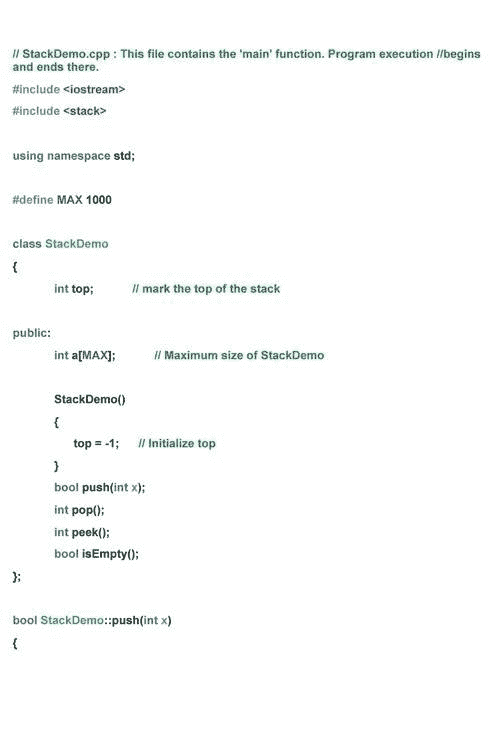 // StackDemo.cpp : This file contains the 'main' function. Program execution //begins
and ends there.
#include <iostream>
#include <stack>
using namespace std;
#define MAX 1000
class StackDemo
{
int top; // mark the top of the stack
public:
int a[MAX]; // Maximum size of StackDemo
StackDemo()
{
top = -1; // Initialize top
}
bool push(int x);
int pop();
int peek();
bool isEmpty();
};
bool StackDemo::push(int x)
{